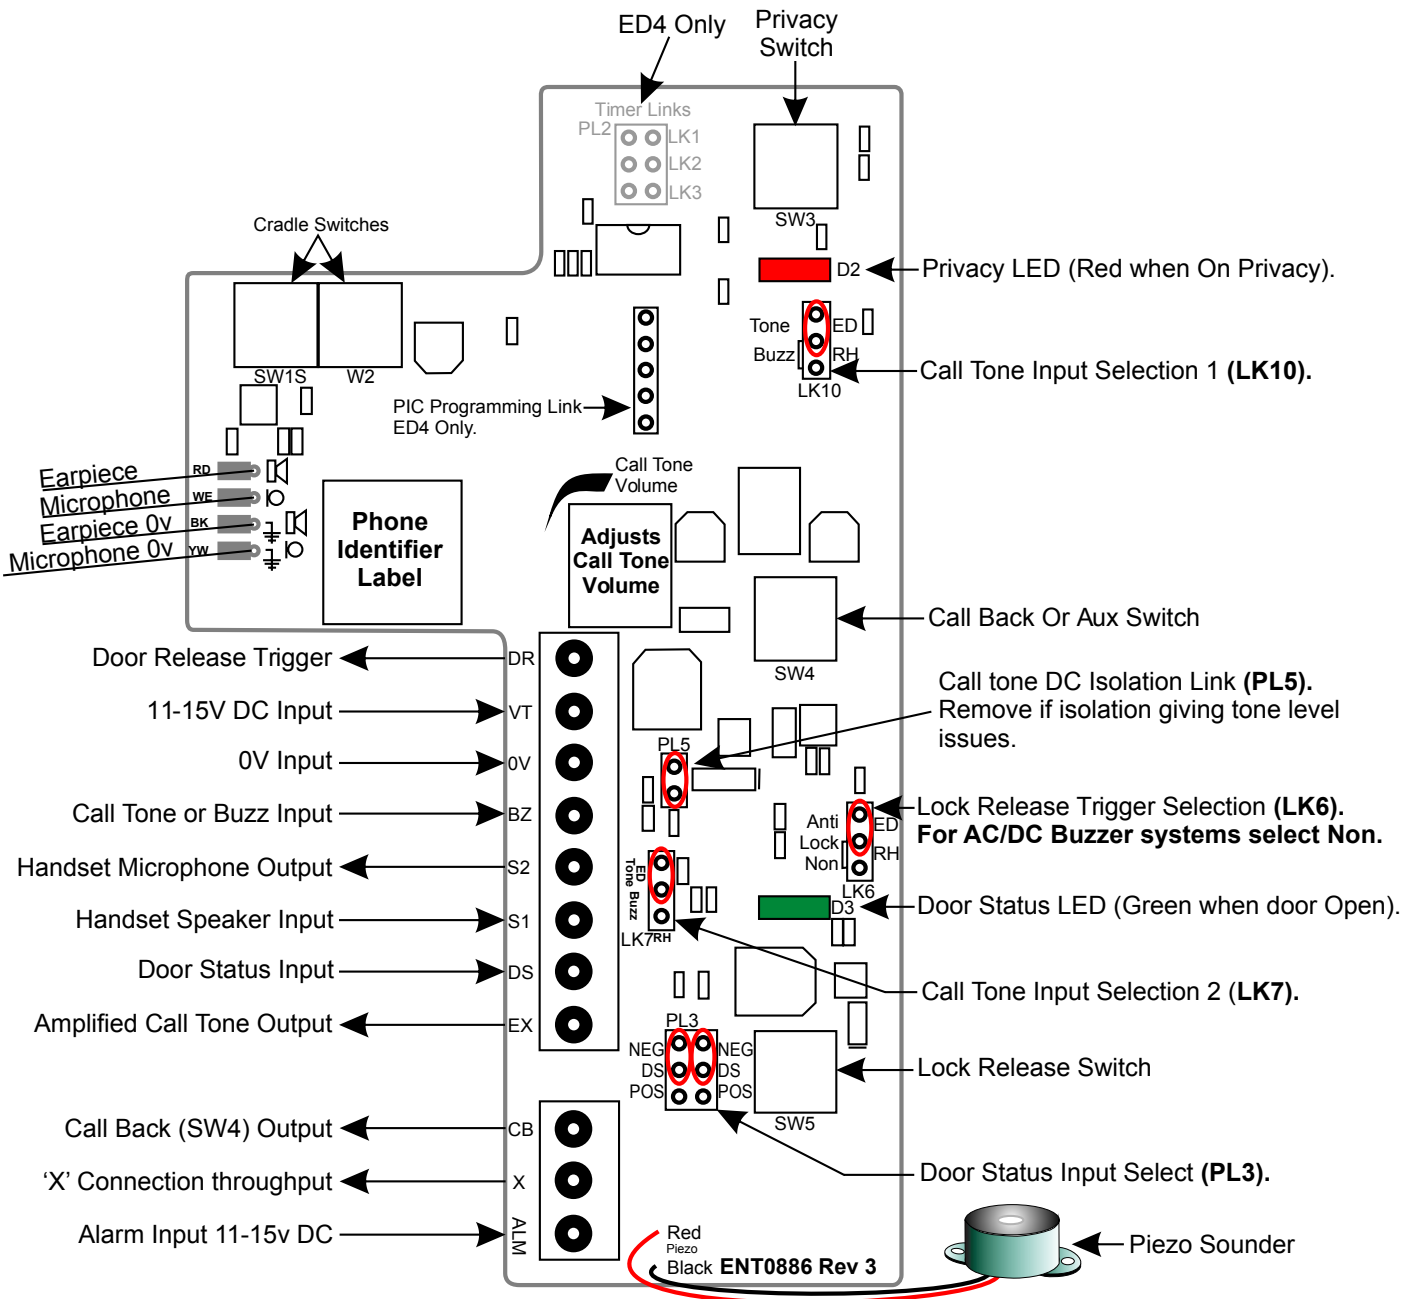 ED4 Only
Privacy
Switch
Timer Links
PL2
LK1
LK2
LK3
SW3
Cradle Switches
D2
Privacy LED (Red when On Privacy).
Tone
ED
Buzz
RH
LK10
Call Tone Input Selection 1 (LK10).
SW1S
W2
PIC Programming Link
ED4 Only.
Earpiece
RD
Microphone
WE
Earpiece 0v
BK
Microphone 0v
YW
Phone
Identifier
Label
Call Tone
Volume
Adjusts
Call Tone
Volume
Call Back Or Aux Switch
SW4
Door Release Trigger
DR
11-15V DC Input
VT
0V Input
0V
Call Tone or Buzz Input
BZ
Handset Microphone Output
S2
Handset Speaker Input
S1
Door Status Input
DS
Amplified Call Tone Output
EX
Call tone DC Isolation Link (PL5).
Remove if isolation giving tone level
issues.
PL5
Lock Release Trigger Selection (LK6).
For AC/DC Buzzer systems select Non.
Anti
Lock
Non
ED
RH
LK6
ED
Tone Buzz
LK7
RH
D3
Door Status LED (Green when door Open).
Call Tone Input Selection 2 (LK7).
PL3
NEG
NEG
DS
DS
POS
POS
Lock Release Switch
SW5
Door Status Input Select (PL3).
Call Back (SW4) Output
CB
‘X’ Connection throughput
X
Alarm Input 11-15v DC
ALM
Red
Piezo
Black
ENT0886 Rev 3
Piezo Sounder